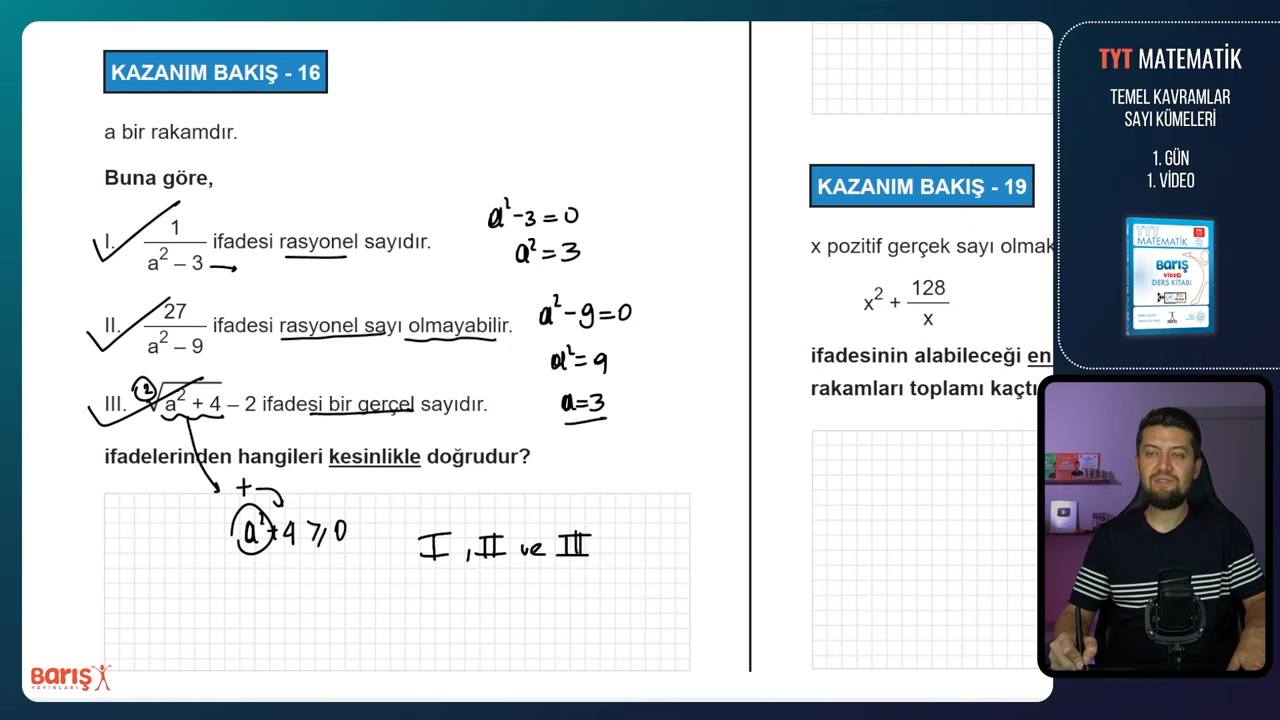 KAZANIM BAKIŞ - 16
a bir rakamdır.
Buna göre,
I. 1/(a² – 3) ifadesi rasyonel sayıdır.
II. 27/(a² – 9) ifadesi rasyonel sayı olmayabilir.
III. ²√(a² + 4) – 2 ifadesi bir gerçel sayıdır.
ifadelerinden hangileri kesinlikle doğrudur?
a² - 3 = 0
a² = 3
a² - 9 = 0
a² = 9
a = 3
+
a² + 4 ≥ 0
I, II ve III
KAZANIM BAKIŞ - 19
x pozitif gerçek sayı olmak
x² + 128/x
ifadesinin alabileceği en
rakamları toplamı kaçtı
TYT MATEMATİK
TEMEL KAVRAMLAR
SAYI KÜMELERİ
1. GÜN
1. VİDEO
TYT
MATEMATİK
BARIŞ
VİDEO
DERS KİTABI
BARIŞ
YAYINLARI